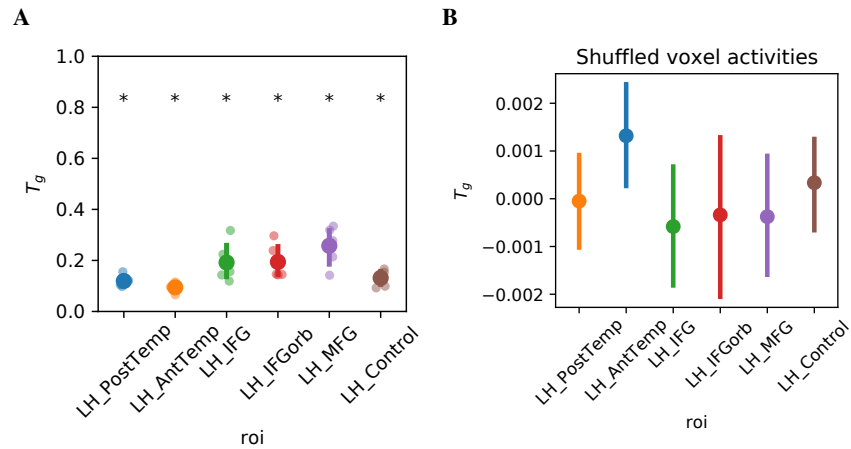 A
1.0
0.8
0.6
0.4
0.2
0.0
T_g
* * * * * *
LH_PostTemp
LH_AntTemp
LH_IFG
LH_IFGorb
LH_MFG
LH_Control
roi
B
Shuffled voxel activities
0.002
0.001
0.000
−0.001
−0.002
T_g
LH_PostTemp
LH_AntTemp
LH_IFG
LH_IFGorb
LH_MFG
LH_Control
roi